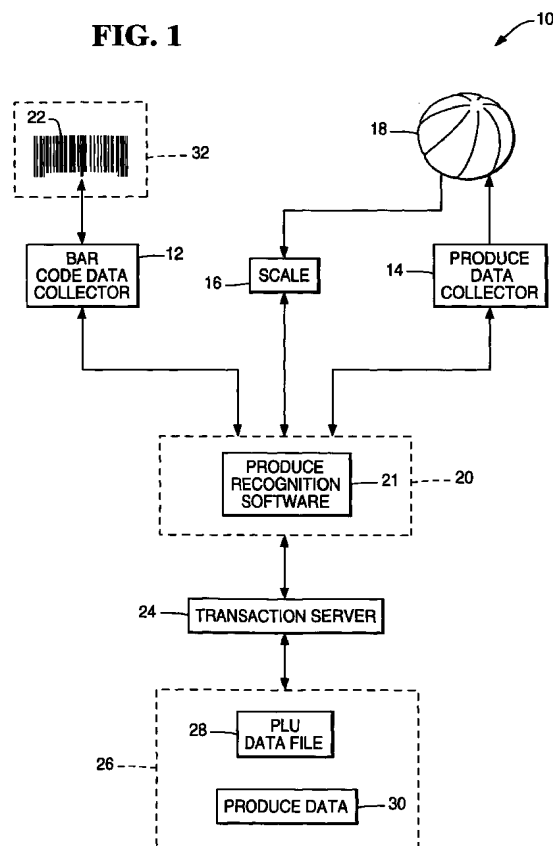 FIG. 1
10
22
32
18
BAR
CODE DATA
COLLECTOR
12
16
SCALE
14
PRODUCE
DATA
COLLECTOR
PRODUCE
RECOGNITION
SOFTWARE
21
20
24
TRANSACTION SERVER
28
PLU
DATA FILE
26
PRODUCE DATA
30